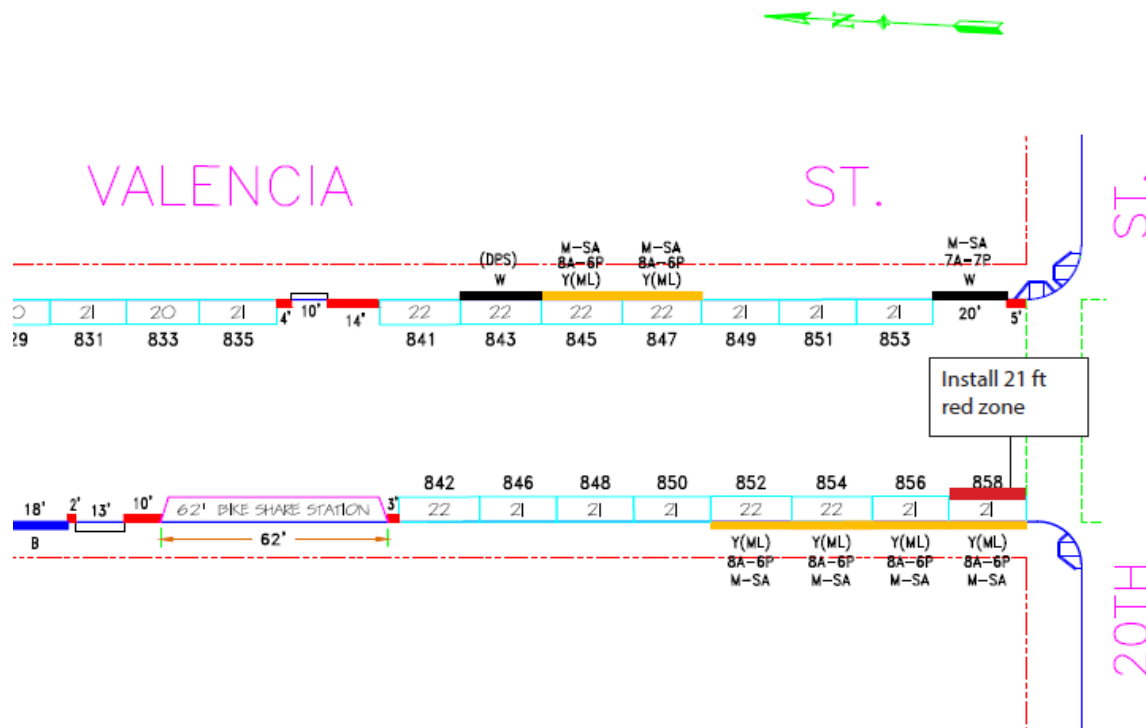 N
VALENCIA ST.
ST.
(DPS)
W
M-SA
8A-6P
Y(ML)
M-SA
8A-6P
Y(ML)
M-SA
7A-7P
W
21 20 21 4' 10' 14' 22 22 22 22 21 21 21 20' 5'
29 831 833 835 841 843 845 847 849 851 853
Install 21 ft
red zone
842 846 848 850 852 854 856 858
18' 2' 13' 10' 62' BIKE SHARE STATION 3' 22 21 21 21 22 22 21 21
B
62'
Y(ML) Y(ML) Y(ML) Y(ML)
8A-6P 8A-6P 8A-6P 8A-6P
M-SA M-SA M-SA M-SA
20TH